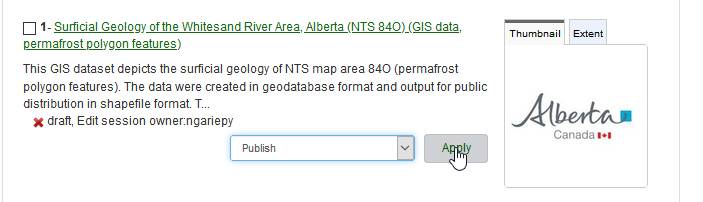 1- Surficial Geology of the Whitesand River Area, Alberta (NTS 84O) (GIS data,
permafrost polygon features)
This GIS dataset depicts the surficial geology of NTS map area 84O (permafrost
polygon features). The data were created in geodatabase format and output for public
distribution in shapefile format. T...
draft, Edit session owner:ngariepy
Publish
Apply
Thumbnail
Extent
Alberta
Canada